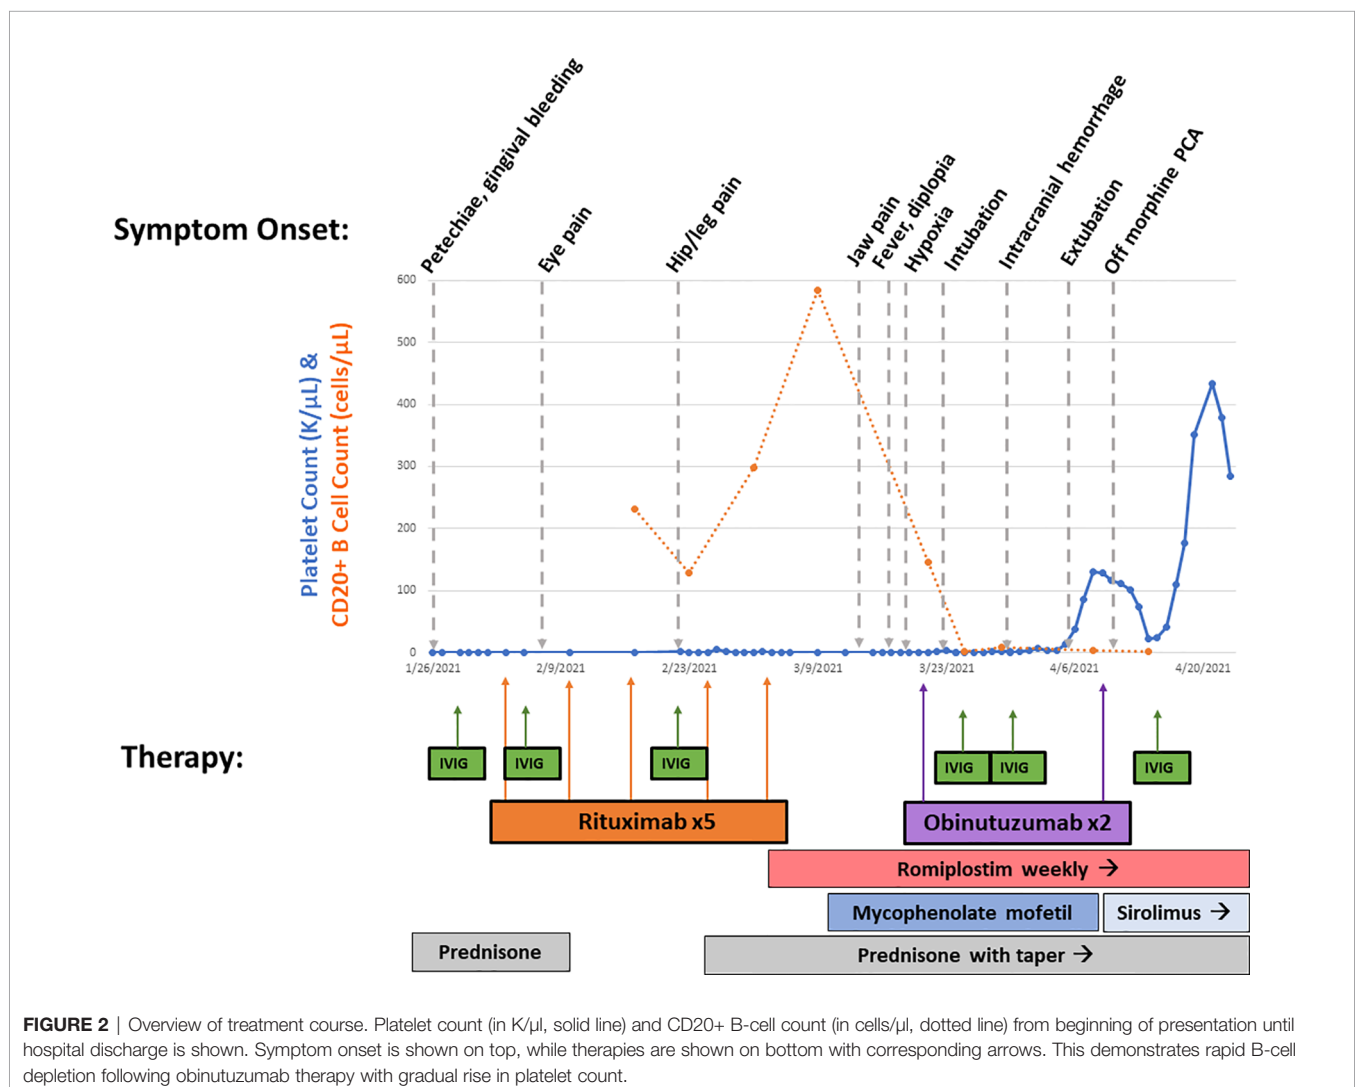 Petechiae, gingival bleeding
Eye pain
Hip/leg pain
Jaw pain
Fever, diplopia
Hypoxia
Intubation
Intracranial hemorrhage
Extubation
Off morphine PCA
Symptom Onset:
Platelet Count (K/µL) &
CD20+ B Cell Count (cells/µL)
600
500
400
300
200
100
0
1/26/2021
2/9/2021
2/23/2021
3/9/2021
3/23/2021
4/6/2021
4/20/2021
Therapy:
IVIG
IVIG
IVIG
IVIG
IVIG
IVIG
Rituximab x5
Obinutuzumab x2
Romiplostim weekly →
Mycophenolate mofetil
Sirolimus →
Prednisone
Prednisone with taper →
FIGURE 2 | Overview of treatment course. Platelet count (in K/µl, solid line) and CD20+ B-cell count (in cells/µl, dotted line) from beginning of presentation until
hospital discharge is shown. Symptom onset is shown on top, while therapies are shown on bottom with corresponding arrows. This demonstrates rapid B-cell
depletion following obinutuzumab therapy with gradual rise in platelet count.